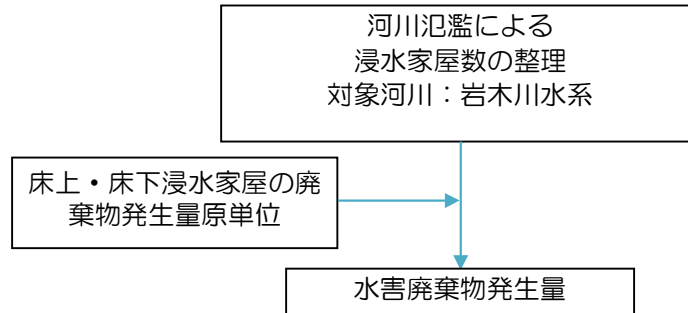 河川氾濫による
浸水家屋数の整理
対象河川：岩木川水系
床上・床下浸水家屋の廃
棄物発生量原単位
水害廃棄物発生量